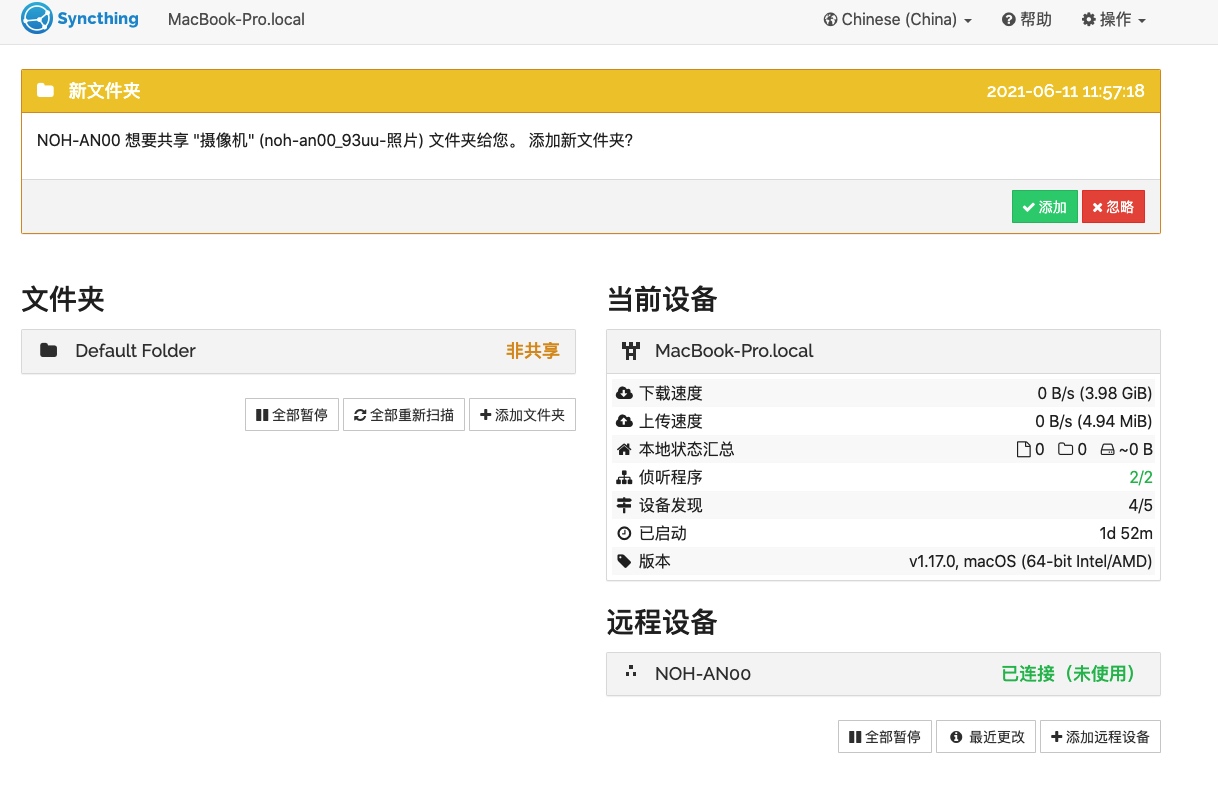 Syncthing MacBook-Pro.local Chinese (China) 帮助 操作
新文件夹 2021-06-11 11:57:18
NOH-AN00 想要共享 "摄像机" (noh-an00_93uu-照片) 文件夹给您。 添加新文件夹?
添加 忽略
文件夹
Default Folder 非共享
全部暂停 全部重新扫描 添加文件夹
当前设备
MacBook-Pro.local
下载速度 0 B/s (3.98 GiB)
上传速度 0 B/s (4.94 MiB)
本地状态汇总 0 0 ~0 B
侦听程序 2/2
设备发现 4/5
已启动 1d 52m
版本 v1.17.0, macOS (64-bit Intel/AMD)
远程设备
NOH-AN00 已连接（未使用）
全部暂停 最近更改 添加远程设备